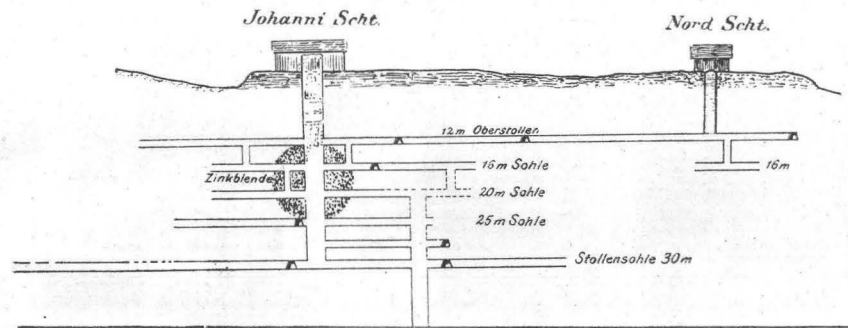 Johanni Scht.
Nord Scht.
12m Oberstollen
16m Sohle
16m
Zinkblende
20m Sohle
25m Sohle
Stollensohle 30m